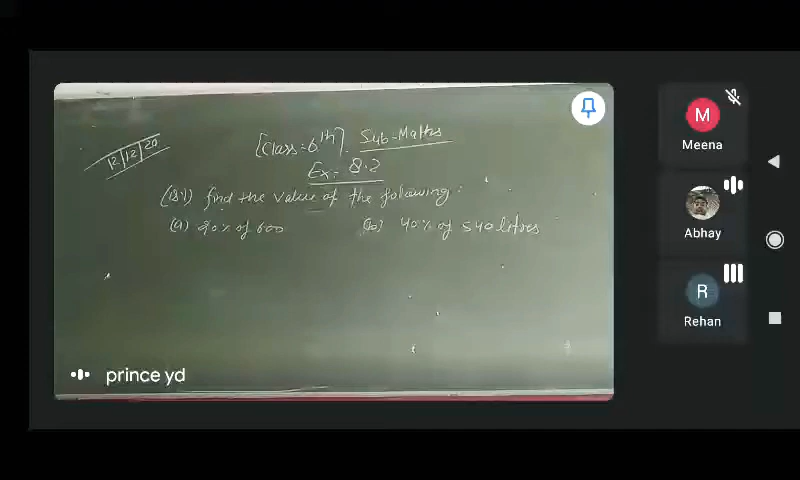 12/12/20
[Class:6th]. Sub-Maths
Ex- 8.2
(Q.1) find the value of the following:
(a) 20% of 600 (b) 40% of 540 litres
prince yd
M
Meena
Abhay
R
Rehan